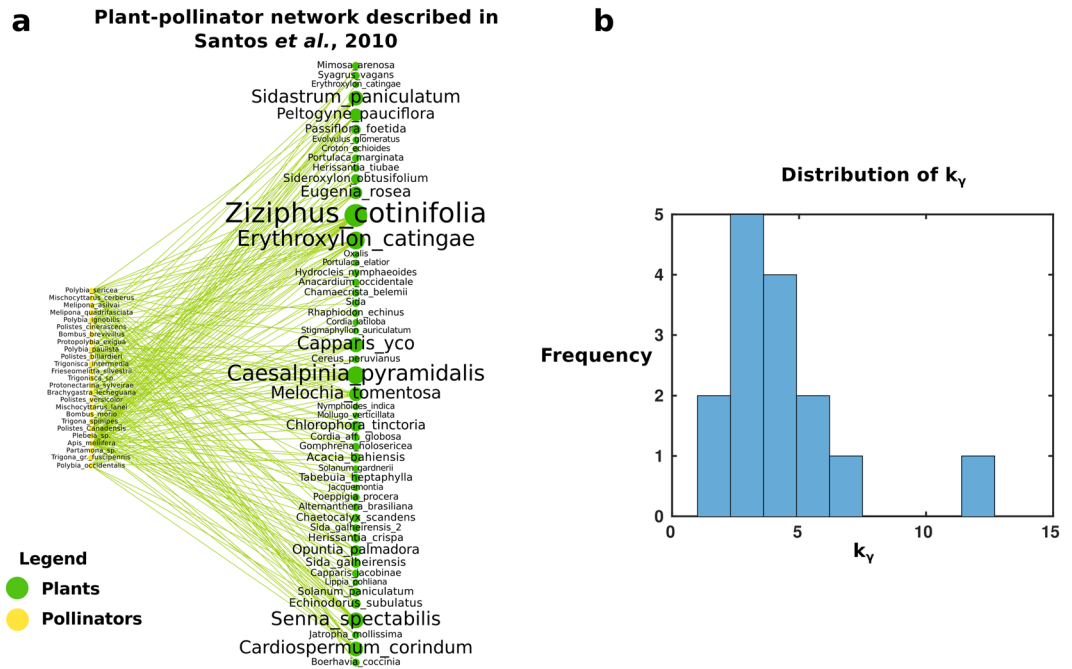 a
Plant-pollinator network described in
Santos et al., 2010
Mimosa_arenosa
Syagrus_vagans
Erythroxylon_catingae
Sidastrum_paniculatum
Peltogyne_pauciflora
Passiflora_foetida
Evolvulus_glomeratus
Croton_echioides
Portulaca_marginata
Herissantia_tiubae
Sideroxylon_obtusifolium
Eugenia_rosea
Ziziphus_cotinifolia
Erythroxylon_catingae
Oxalis
Portulaca_elatior
Hydrocleis_nymphaeoides
Anacardium_occidentale
Chamaecrista_belemii
Sida
Rhaphiodon_echinus
Cordia_latiloba
Stigmaphyllon_auriculatum
Capparis_yco
Cereus_peruvianus
Caesalpinia_pyramidalis
Melochia_tomentosa
Nymphoides_indica
Mollugo_verticillata
Chlorophora_tinctoria
Cordia_aff_globosa
Gomphrena_holosericea
Acacia_bahiensis
Solanum_gardnerii
Tabebuia_heptaphylla
Jacquemontia
Poeppigia_procera
Alternanthera_brasiliana
Chaetocalyx_scandens
Sida_galheirensis_2
Herissantia_crispa
Opuntia_palmadora
Sida_galheirensis
Capparis_jacobinae
Lippia_pohliana
Solanum_paniculatum
Echinodorus_subulatus
Senna_spectabilis
Jatropha_mollissima
Cardiospermum_corindum
Boerhavia_coccinia
Polybia_sericea
Mischocyttarus_cerberus
Melipona_asilvai
Melipona_quadrifasciata
Polybia_ignobilis
Polistes_cinerascens
Bombus_brevivillus
Protopolybia_exigua
Polybia_paulista
Polistes_billardieri
Trigonisca_intermedia
Frieseomelitta_silvestrii
Trigonisca_sp.
Protonectarina_sylveirae
Brachygastra_lecheguana
Polistes_versicolor
Mischocyttarus_lanei
Bombus_morio
Trigona_spinipes
Polistes_Canadensis
Plebeia_sp.
Apis_mellifera
Partamona_sp.
Trigona_gr._fuscipennis
Polybia_occidentalis
Legend
Plants
Pollinators
b
Distribution of kγ
5
4
3
2
1
0
Frequency
0 5 10 15
kγ